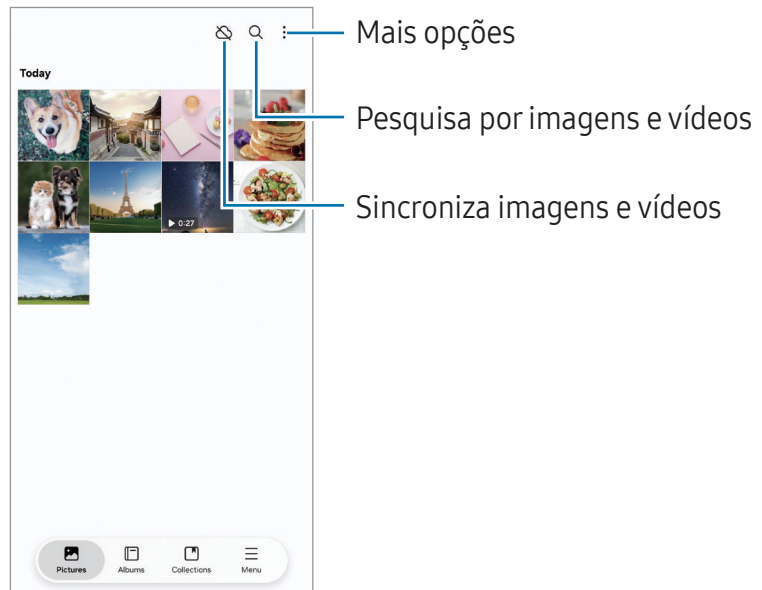 Mais opções
Today
Pesquisa por imagens e vídeos
Sincroniza imagens e vídeos
0:27
Pictures Albums Collections Menu